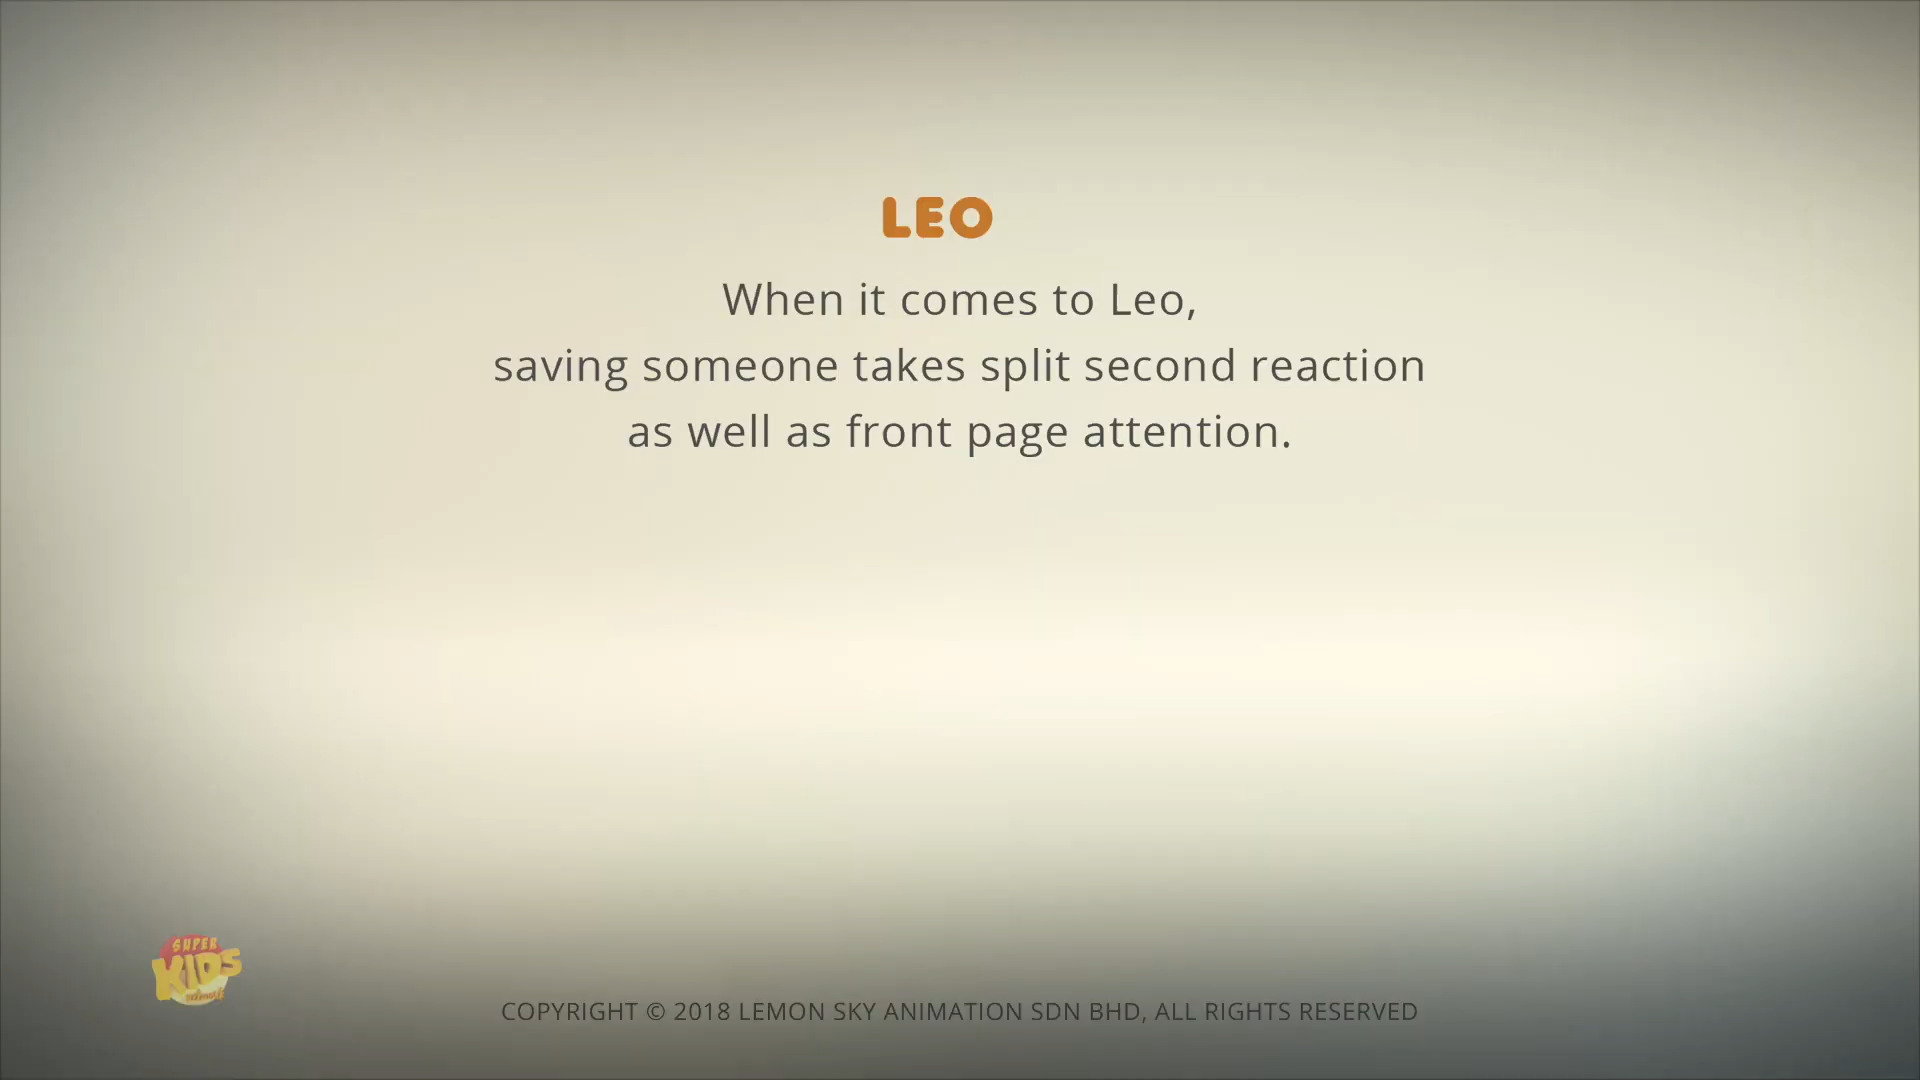 LEO
When it comes to Leo,
saving someone takes split second reaction
as well as front page attention.
SUPER
KIDS
COPYRIGHT © 2018 LEMON SKY ANIMATION SDN BHD, ALL RIGHTS RESERVED